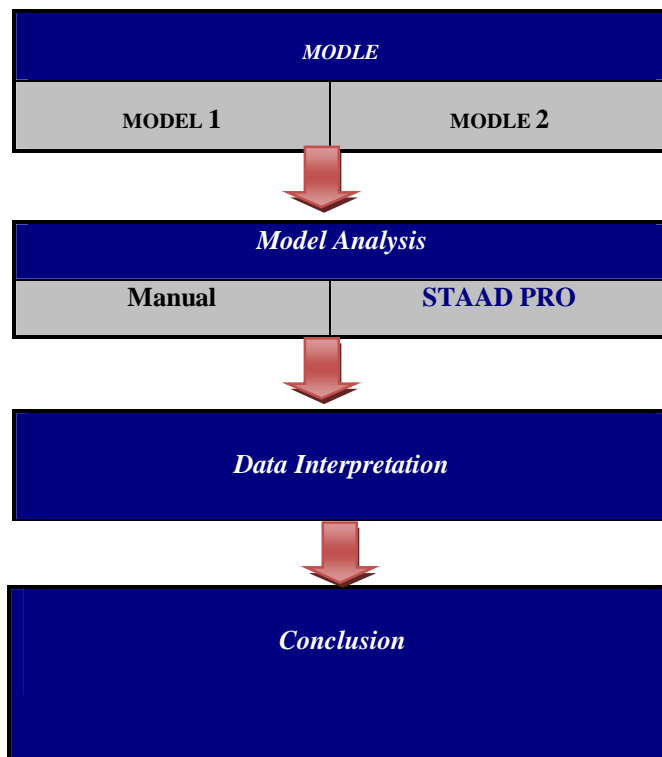 MODLE
MODEL 1
MODLE 2
Model Analysis
Manual
STAAD PRO
Data Interpretation
Conclusion